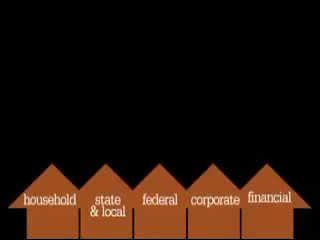 household
state
& local
federal
corporate
financial